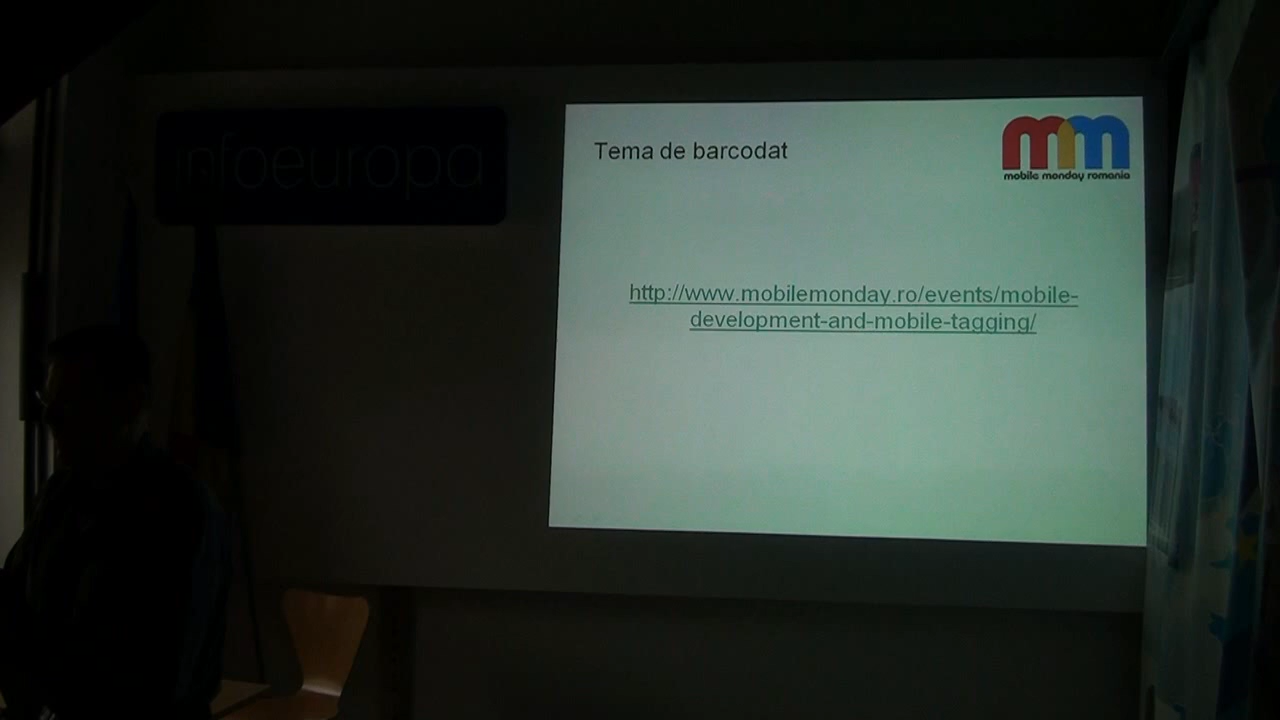 infoeuropa
Tema de barcodat
mobile monday romania
http://www.mobilemonday.ro/events/mobile-
development-and-mobile-tagging/